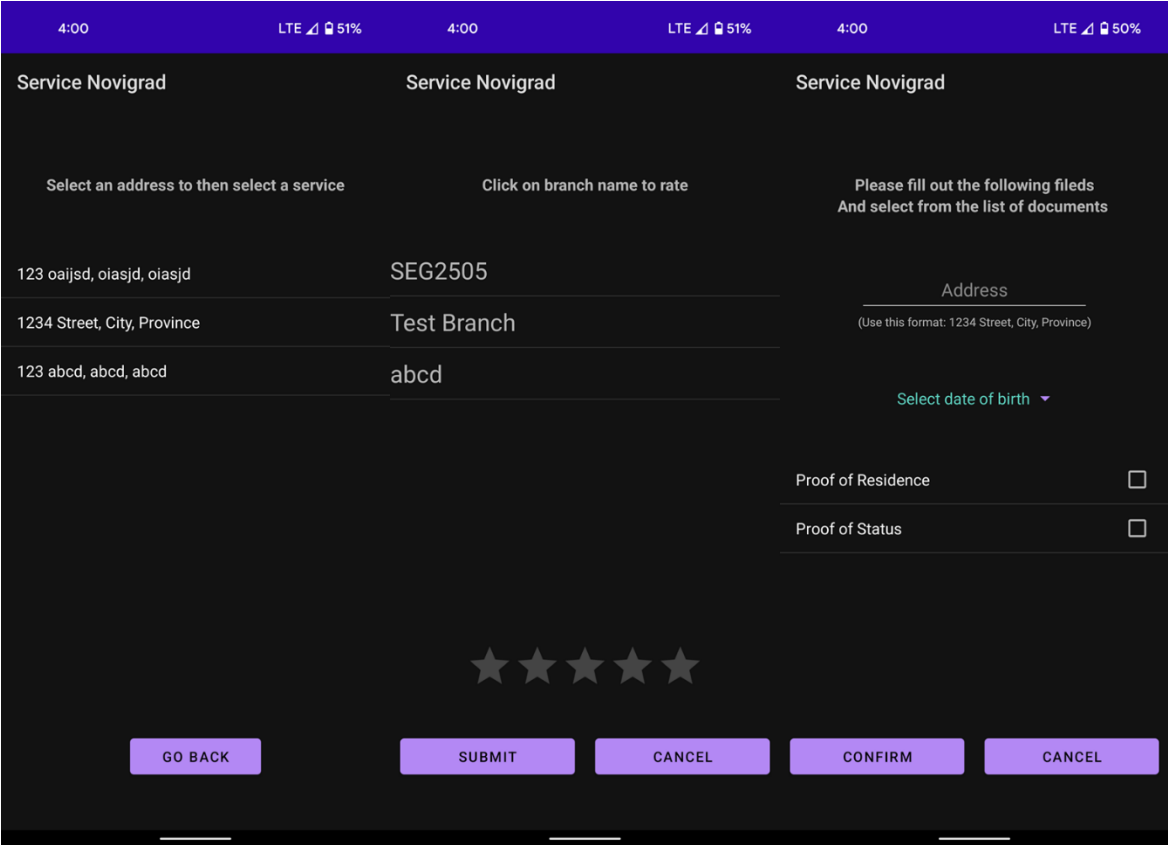 4:00 LTE 51%
Service Novigrad
Select an address to then select a service
123 oaijsd, oiasjd, oiasjd
1234 Street, City, Province
123 abcd, abcd, abcd
GO BACK
4:00 LTE 51%
Service Novigrad
Click on branch name to rate
SEG2505
Test Branch
abcd
SUBMIT CANCEL
4:00 LTE 50%
Service Novigrad
Please fill out the following fileds
And select from the list of documents
Address
(Use this format: 1234 Street, City, Province)
Select date of birth
Proof of Residence
Proof of Status
CONFIRM CANCEL